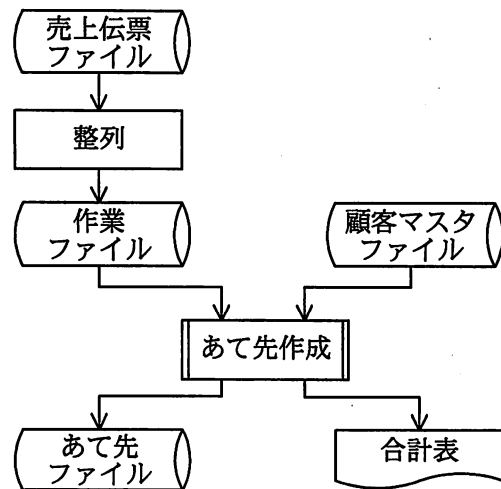 売上伝票
ファイル
整列
作業
ファイル
顧客マスタ
ファイル
あて先作成
あて先
ファイル
合計表